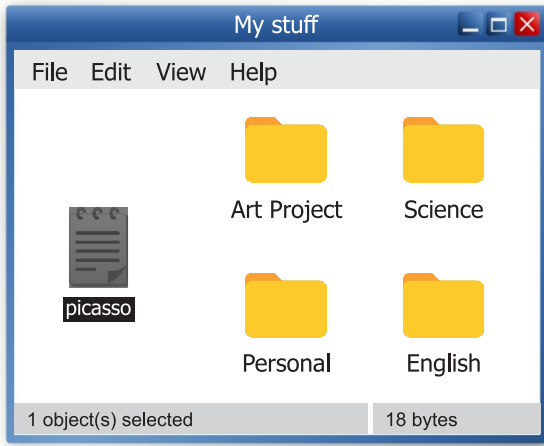 My stuff
File Edit View Help
Art Project Science
picasso
Personal English
1 object(s) selected 18 bytes